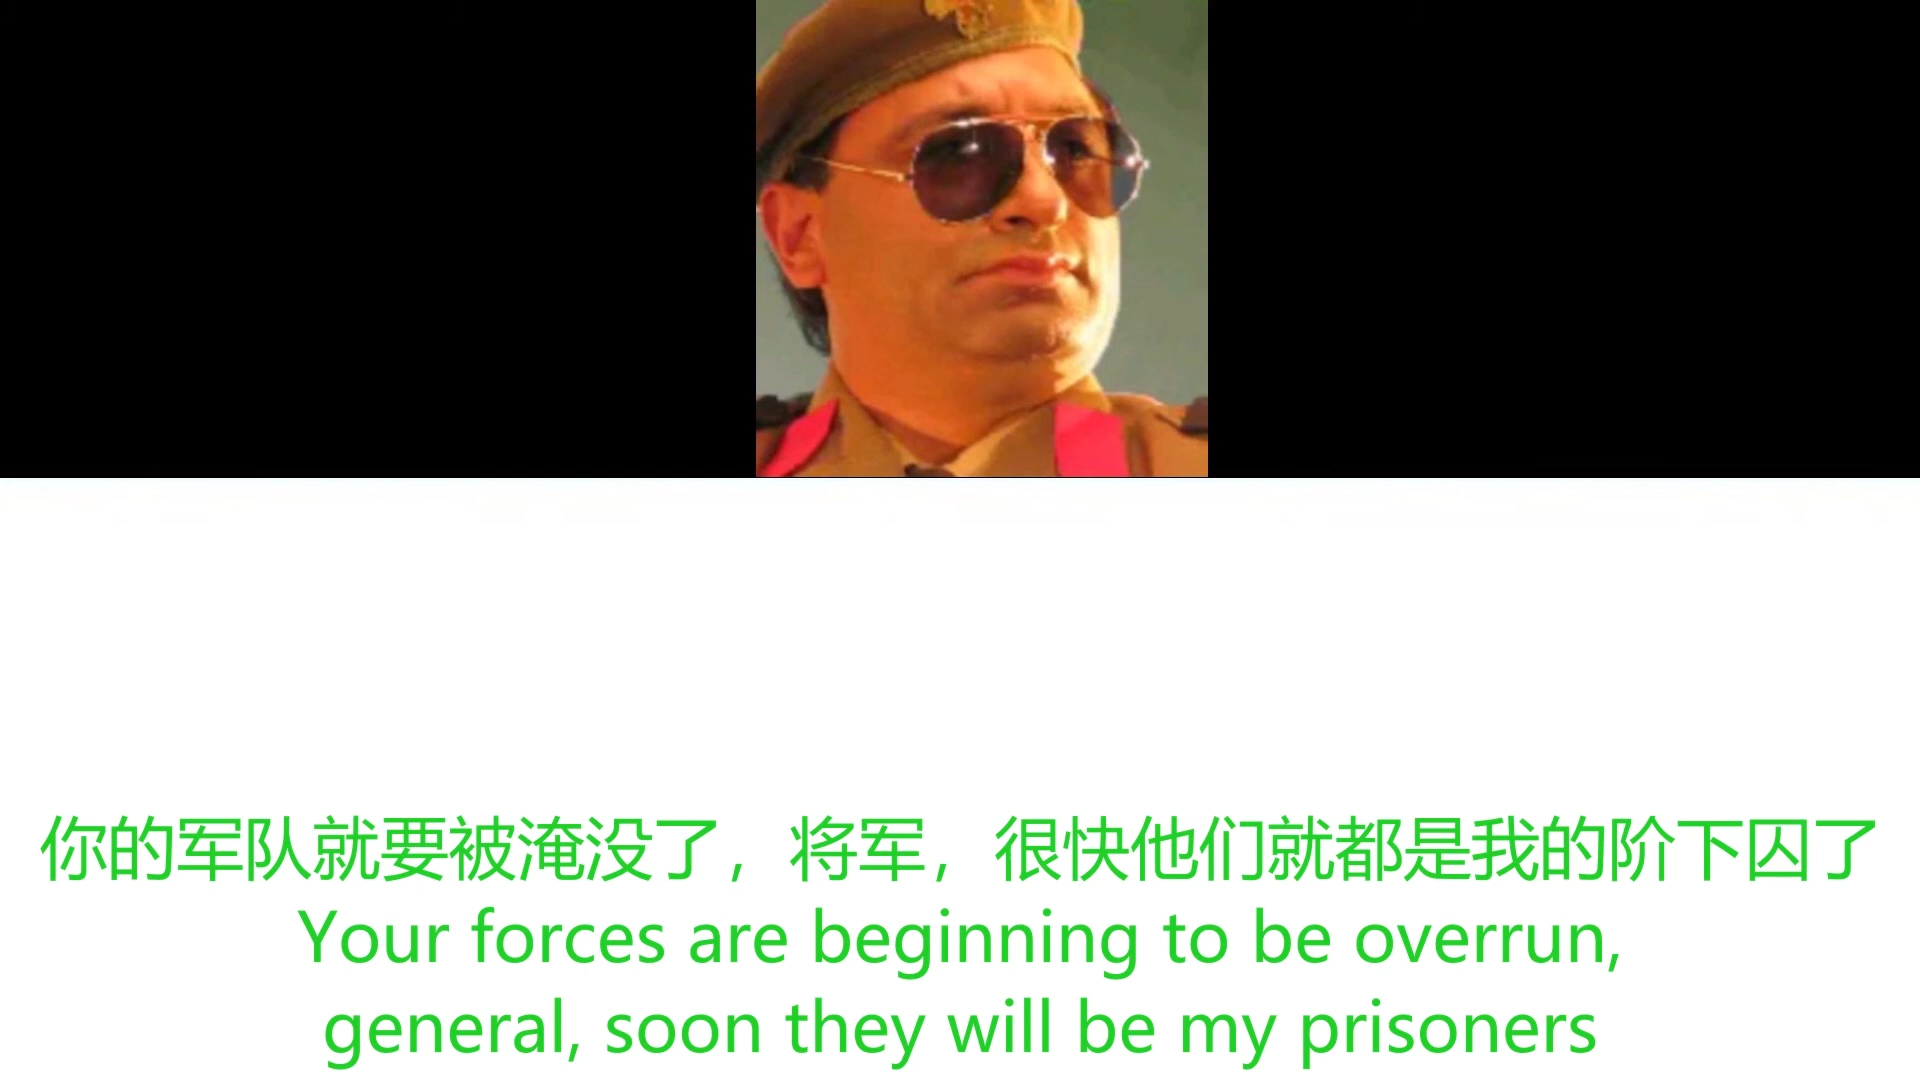 你的军队就要被淹没了，将军，很快他们就都是我的阶下囚了
Your forces are beginning to be overrun,
general, soon they will be my prisoners